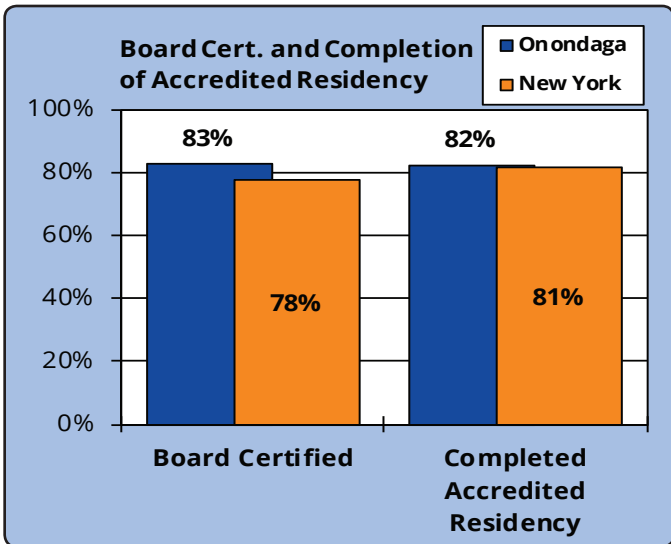 Board Cert. and Completion
of Accredited Residency
Onondaga
New York
100%
80%
60%
40%
20%
0%
83%
78%
82%
81%
Board Certified
Completed
Accredited
Residency